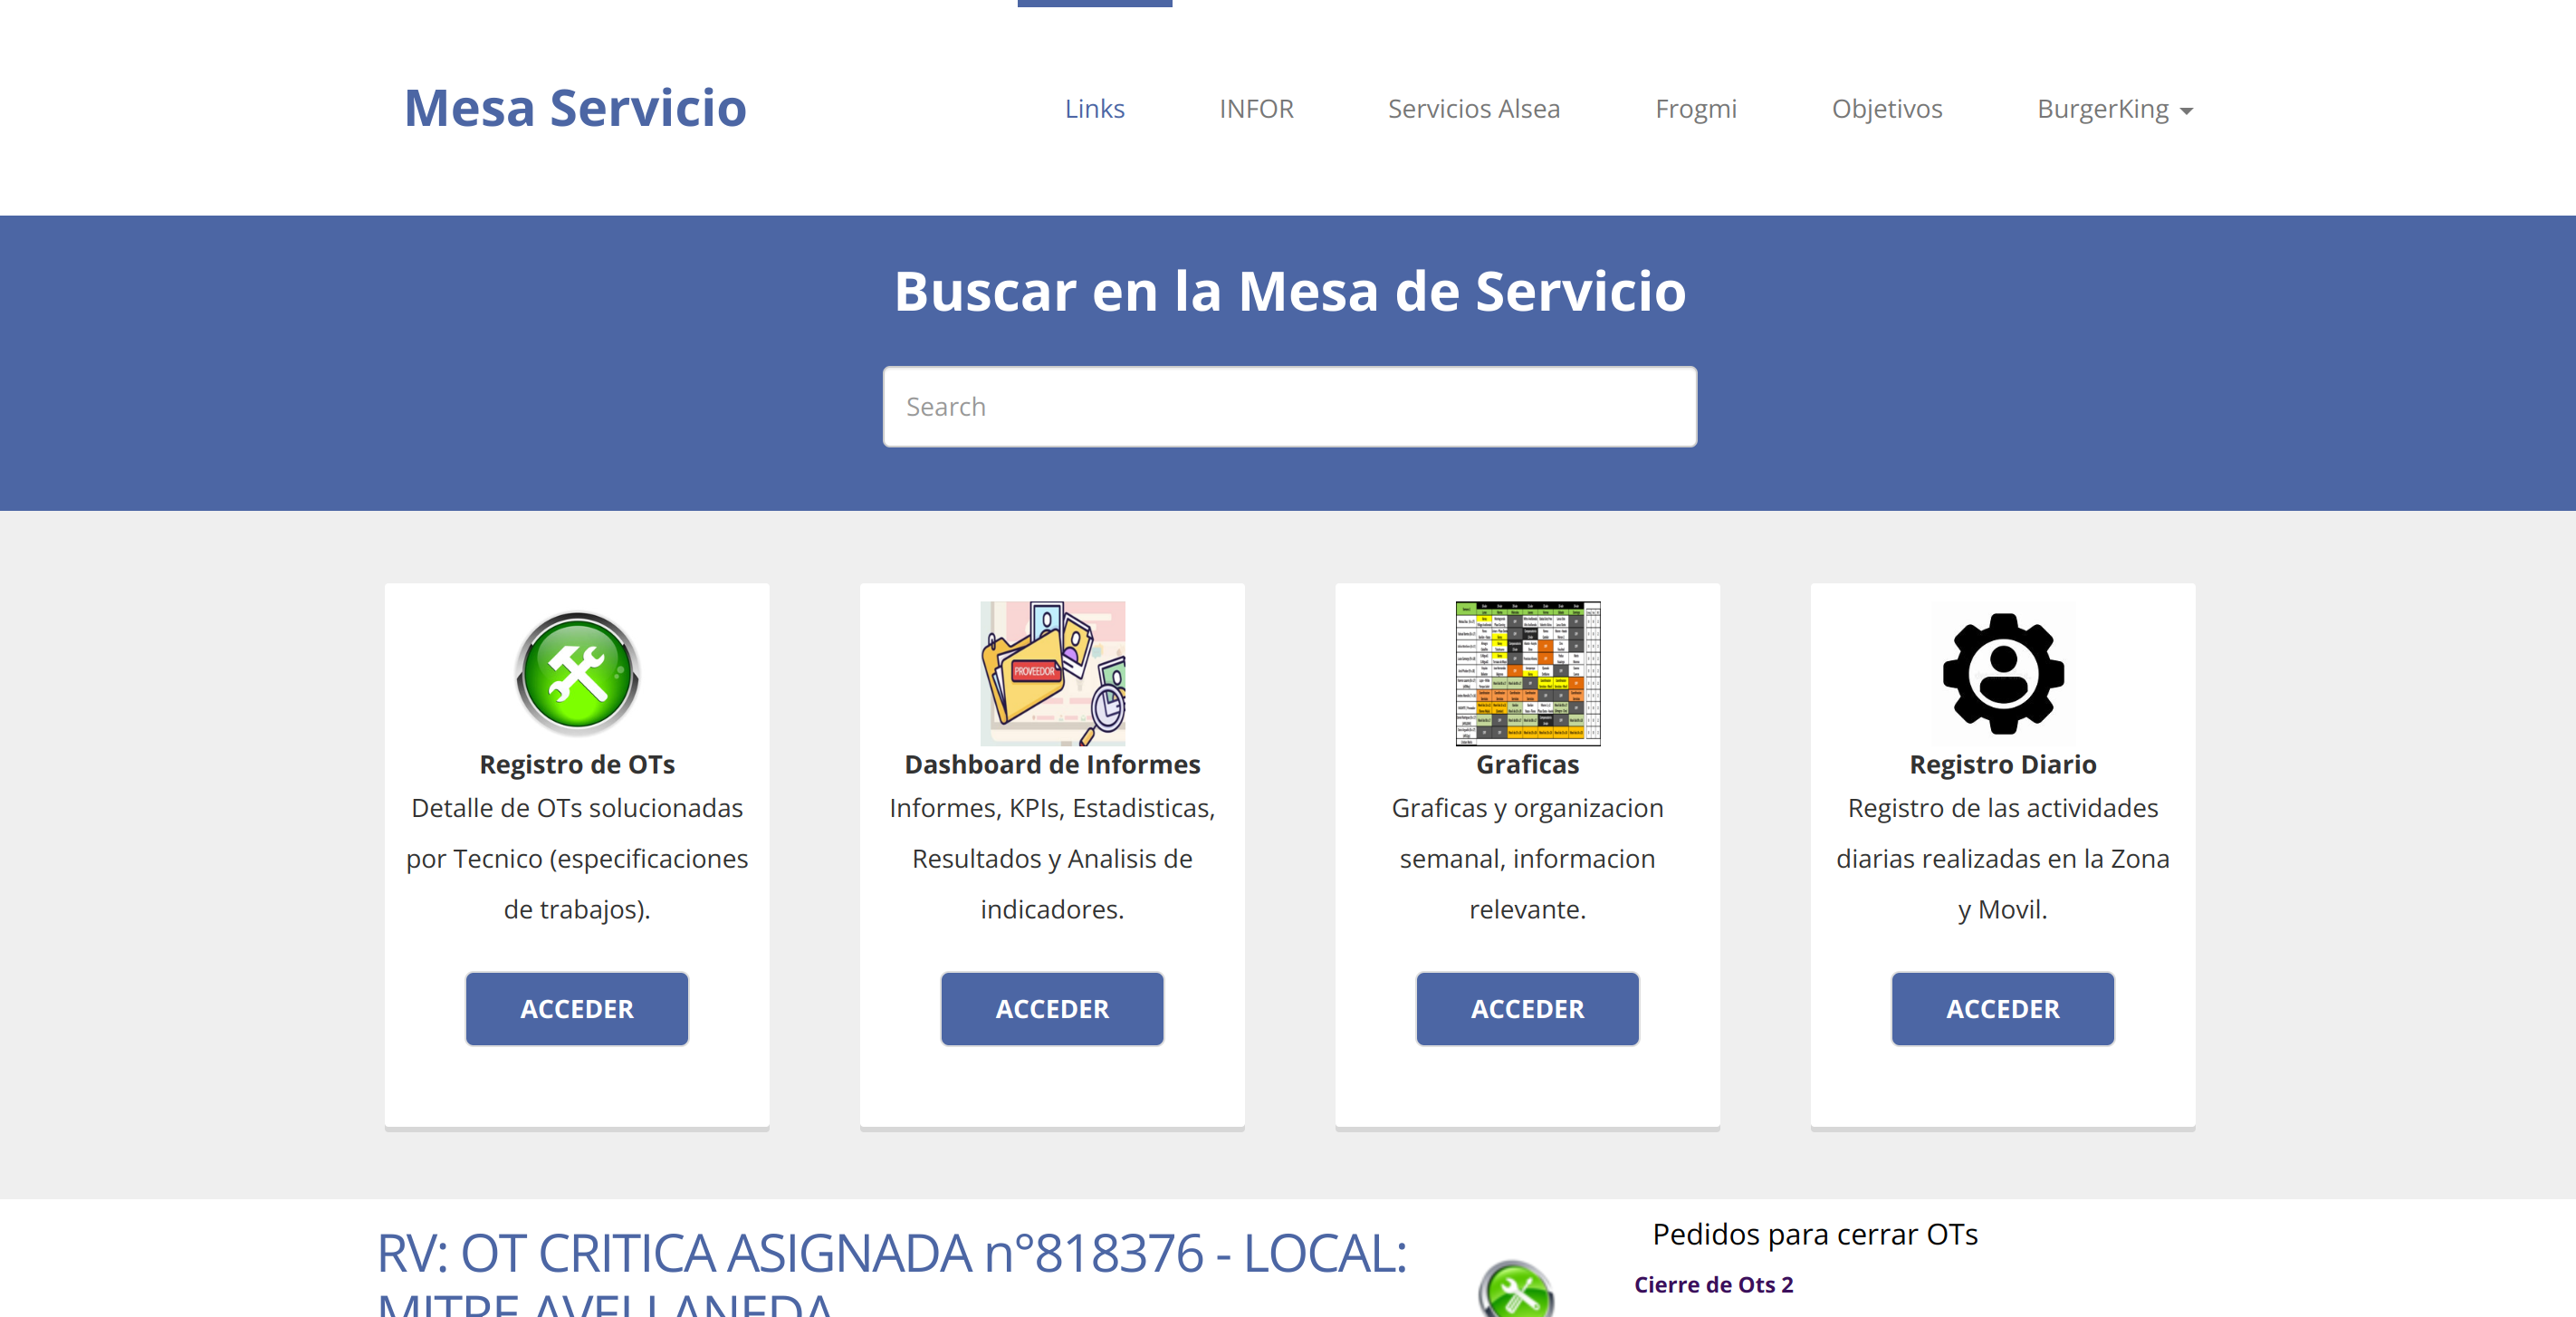 Mesa Servicio
Links
INFOR
Servicios Alsea
Frogmi
Objetivos
BurgerKing
Buscar en la Mesa de Servicio
Search
PROVEEDOR
Registro de OTs
Detalle de OTs solucionadas
por Tecnico (especificaciones
de trabajos).
ACCEDER
Dashboard de Informes
Informes, KPIs, Estadisticas,
Resultados y Analisis de
indicadores.
ACCEDER
Graficas
Graficas y organizacion
semanal, informacion
relevante.
ACCEDER
Registro Diario
Registro de las actividades
diarias realizadas en la Zona
y Movil.
ACCEDER
RV: OT CRITICA ASIGNADA n°818376 - LOCAL:
MITRE AVELLANEDA
Pedidos para cerrar OTs
Cierre de Ots 2